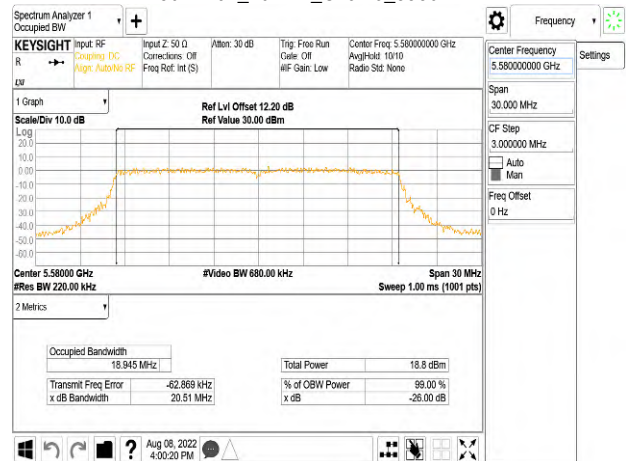 Spectrum Analyzer 1
Occupied BW
Frequency
KEYSIGHT
R
Input: RF
Coupling: DC
Align: Auto/No RF
Input Z: 50 Ω
Corrections: Off
Freq Ref: Int (S)
Atten: 30 dB
Trig: Free Run
Gate: Off
#IF Gain: Low
Center Freq: 5.580000000 GHz
Avg|Hold: 10/10
Radio Std: None
Center Frequency
5.580000000 GHz
Settings
Span
30.000 MHz
CF Step
3.000000 MHz
Auto
Man
Freq Offset
0 Hz
1 Graph
Scale/Div 10.0 dB
Ref Lvl Offset 12.20 dB
Ref Value 30.00 dBm
Log
20.0
10.0
0.00
-10.0
-20.0
-30.0
-40.0
-50.0
-60.0
Center 5.58000 GHz
#Video BW 680.00 kHz
Span 30 MHz
#Res BW 220.00 kHz
Sweep 1.00 ms (1001 pts)
2 Metrics
Occupied Bandwidth
18.945 MHz
Total Power 18.8 dBm
Transmit Freq Error -62.869 kHz
% of OBW Power 99.00 %
x dB Bandwidth 20.51 MHz
x dB -26.00 dB
?
Aug 08, 2022
4:00:20 PM